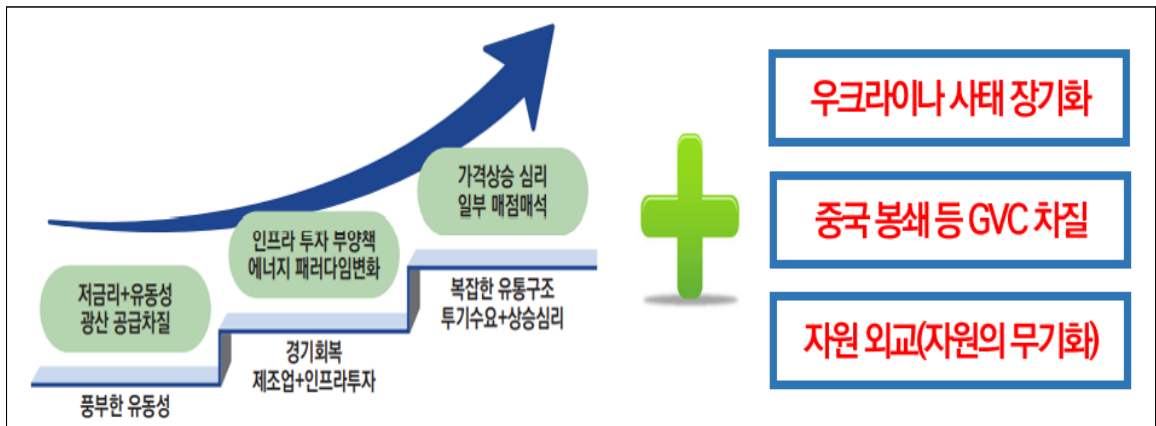 저금리+유동성
광산 공급차질
풍부한 유동성
인프라 투자 부양책
에너지 패러다임변화
경기회복
제조업+인프라투자
가격상승 심리
일부 매점매석
복잡한 유통구조
투기수요+상승심리
우크라이나 사태 장기화
중국 봉쇄 등 GVC 차질
자원 외교(자원의 무기화)